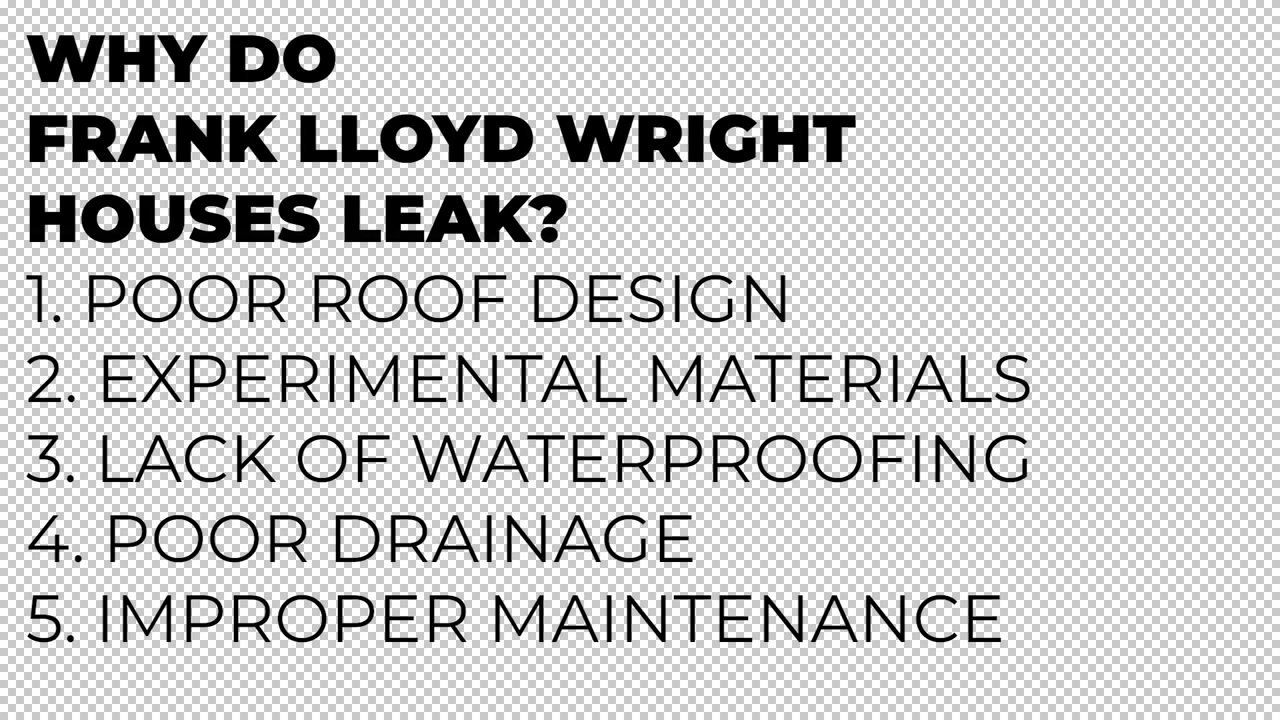 WHY DO
FRANK LLOYD WRIGHT
HOUSES LEAK?
1. POOR ROOF DESIGN
2. EXPERIMENTAL MATERIALS
3. LACK OF WATERPROOFING
4. POOR DRAINAGE
5. IMPROPER MAINTENANCE